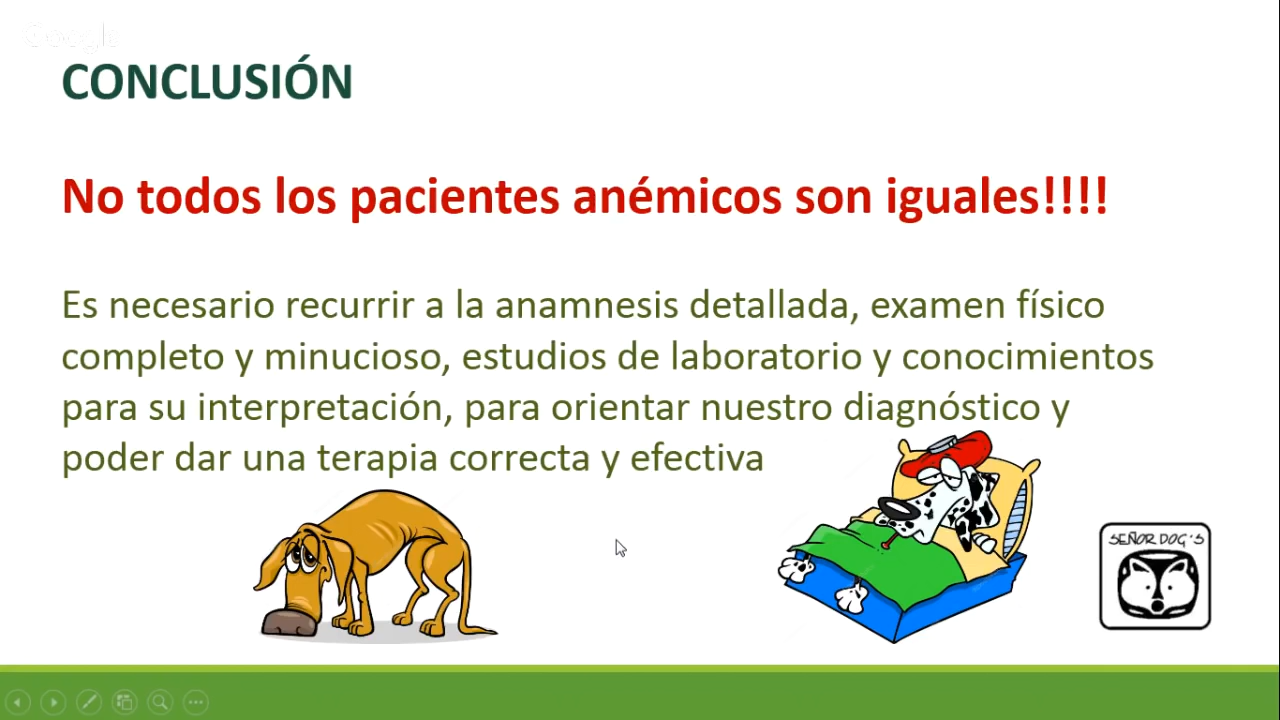 Google
CONCLUSIÓN
No todos los pacientes anémicos son iguales!!!!
Es necesario recurrir a la anamnesis detallada, examen físico
completo y minucioso, estudios de laboratorio y conocimientos
para su interpretación, para orientar nuestro diagnóstico y
poder dar una terapia correcta y efectiva
SEÑOR DOG'S